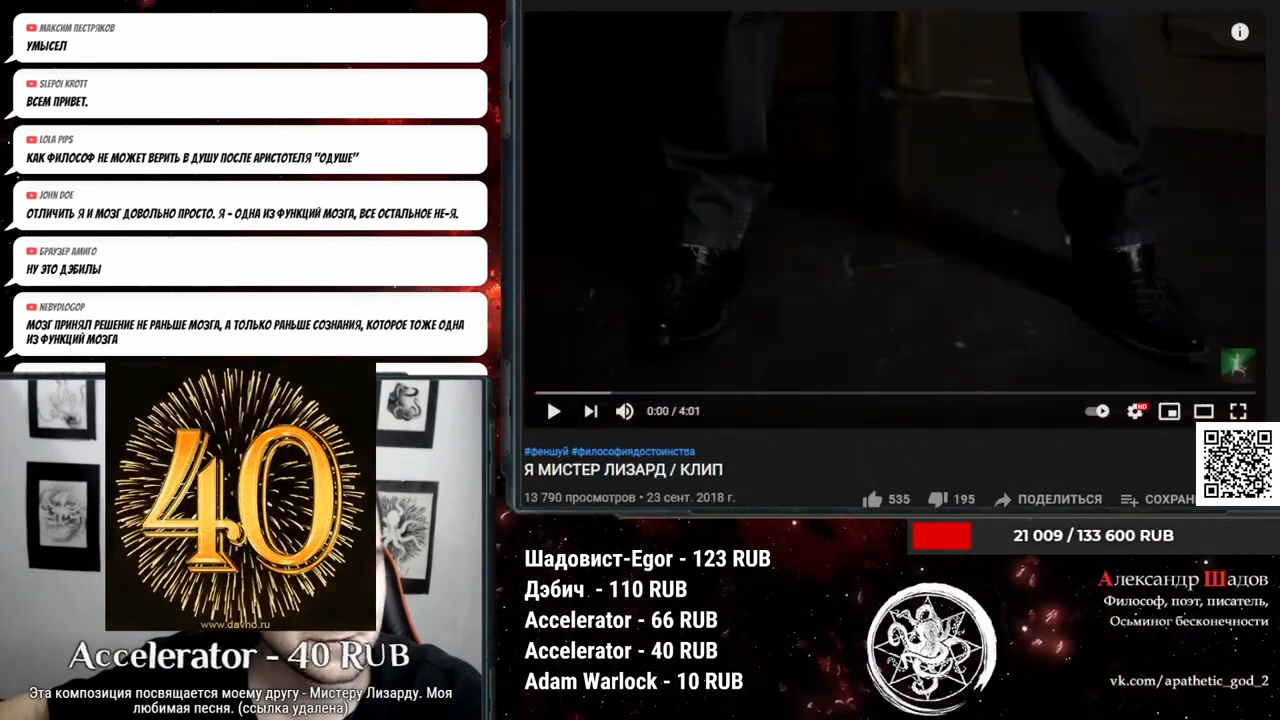 МАКСИМ ПЕСТРЯКОВ
УМЫСЕЛ
SLEPOI KROTT
ВСЕМ ПРИВЕТ.
LOLA PIPS
КАК ФИЛОСОФ НЕ МОЖЕТ ВЕРИТЬ В ДУШУ ПОСЛЕ АРИСТОТЕЛЯ "ОДУШЕ"
JOHN DOE
ОТЛИЧИТЬ Я И МОЗГ ДОВОЛЬНО ПРОСТО. Я - ОДНА ИЗ ФУНКЦИЙ МОЗГА, ВСЕ ОСТАЛЬНОЕ НЕ-Я.
БРАУЗЕР АМИГО
НУ ЭТО ДЭБИЛЫ
NEBYDLOGOP
МОЗГ ПРИНЯЛ РЕШЕНИЕ НЕ РАНЬШЕ МОЗГА, А ТОЛЬКО РАНЬШЕ СОЗНАНИЯ, КОТОРОЕ ТОЖЕ ОДНА
ИЗ ФУНКЦИЙ МОЗГА
40
www.davno.ru
Accelerator - 40 RUB
Эта композиция посвящается моему другу - Мистеру Лизарду. Моя
любимая песня. (ссылка удалена)
0:00 / 4:01
HD
#феншуй #философиядостоинства
Я МИСТЕР ЛИЗАРД / КЛИП
13 790 просмотров • 23 сент. 2018 г.
535
195
ПОДЕЛИТЬСЯ
СОХРАН
21 009 / 133 600 RUB
Шадовист-Egor - 123 RUB
Дэбич - 110 RUB
Accelerator - 66 RUB
Accelerator - 40 RUB
Adam Warlock - 10 RUB
Александр Шадов
Философ, поэт, писатель,
Осьминог бесконечности
vk.com/apathetic_god_2